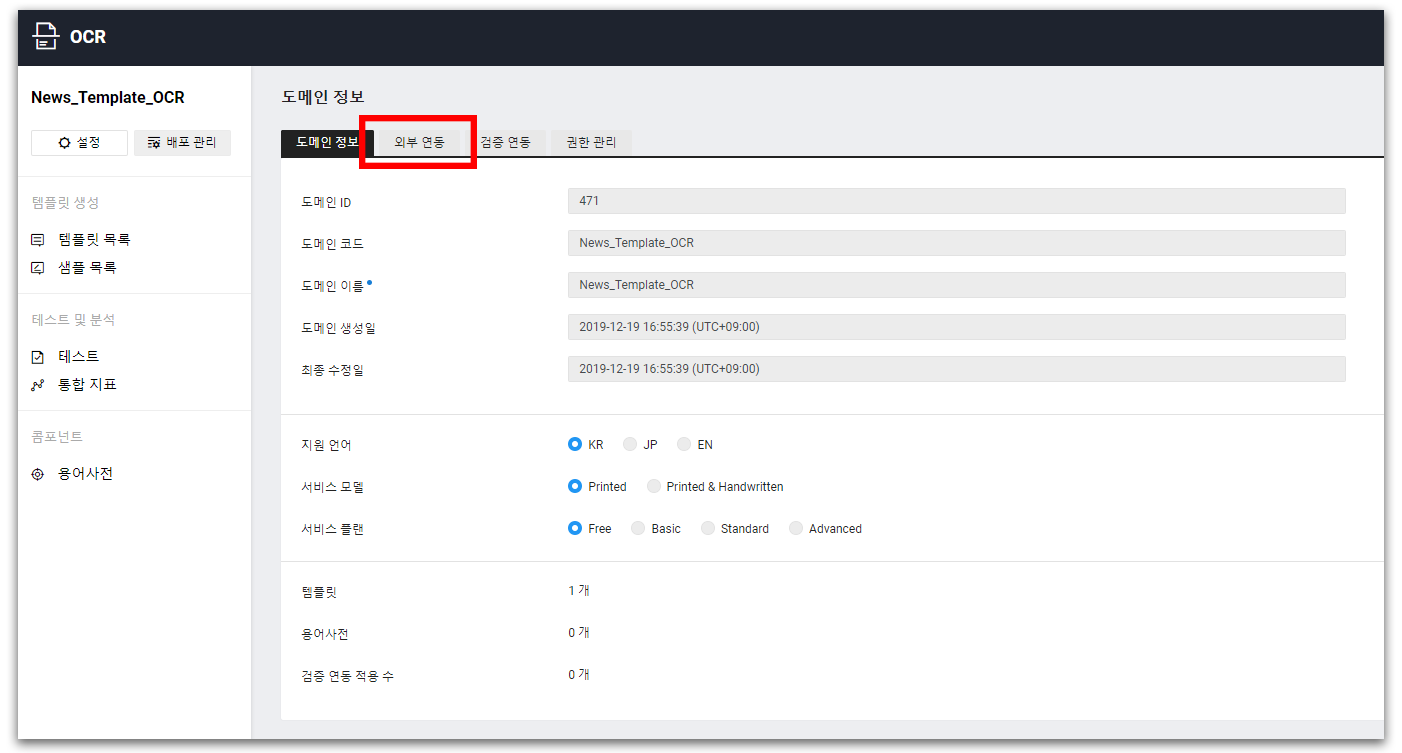 OCR
News_Template_OCR
설정 배포 관리
템플릿 생성
템플릿 목록
샘플 목록
테스트 및 분석
테스트
통합 지표
콤포넌트
용어사전
도메인 정보
도메인 정보 외부 연동 검증 연동 권한 관리
도메인 ID 471
도메인 코드 News_Template_OCR
도메인 이름 News_Template_OCR
도메인 생성일 2019-12-19 16:55:39 (UTC+09:00)
최종 수정일 2019-12-19 16:55:39 (UTC+09:00)
지원 언어 KR JP EN
서비스 모델 Printed Printed & Handwritten
서비스 플랜 Free Basic Standard Advanced
템플릿 1 개
용어사전 0 개
검증 연동 적용 수 0 개